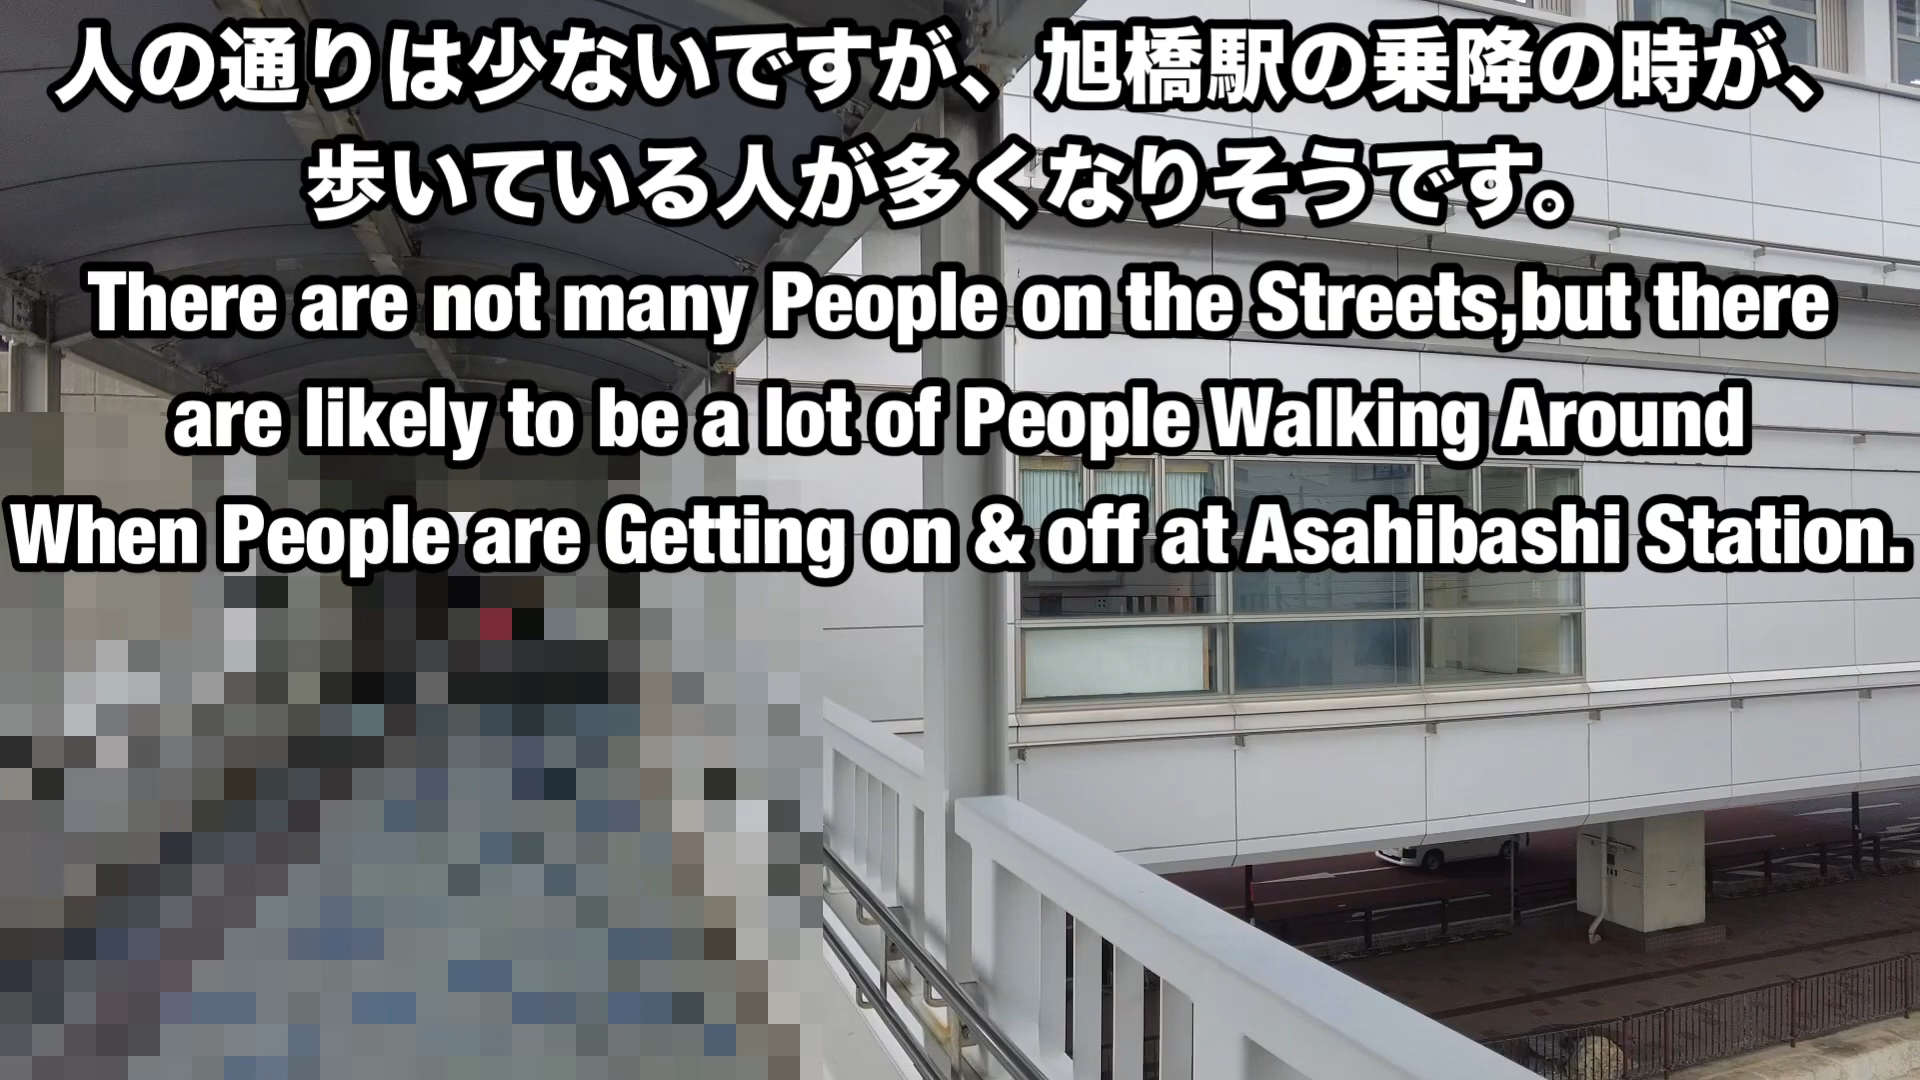 人の通りは少ないですが、旭橋駅の乗降の時が、
歩いている人が多くなりそうです。
There are not many People on the Streets,but there
are likely to be a lot of People Walking Around
When People are Getting on & off at Asahibashi Station.